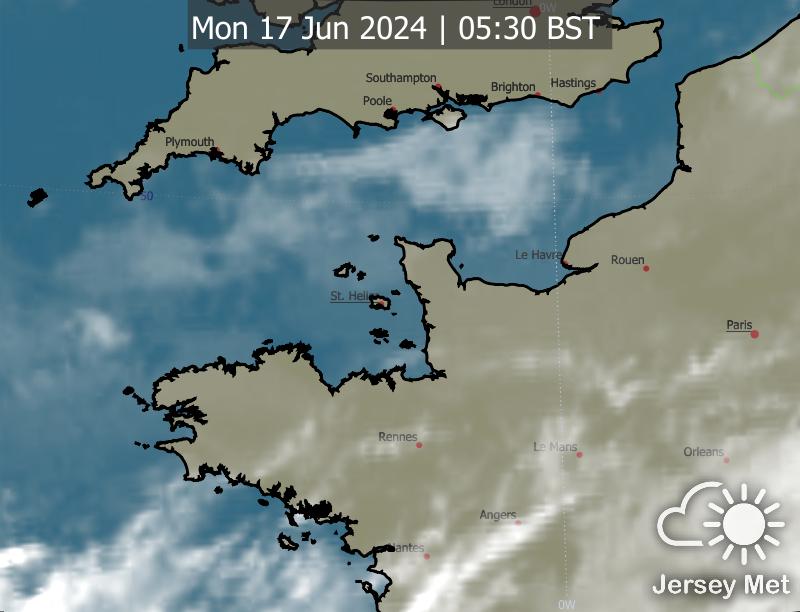 London
0W
Mon 17 Jun 2024 | 05:30 BST
Southampton
Brighton
Hastings
Poole
Plymouth
50
Le Havre
Rouen
St. Helier
Paris
Rennes
Le Mans
Orleans
Angers
Nantes
Jersey Met
0W